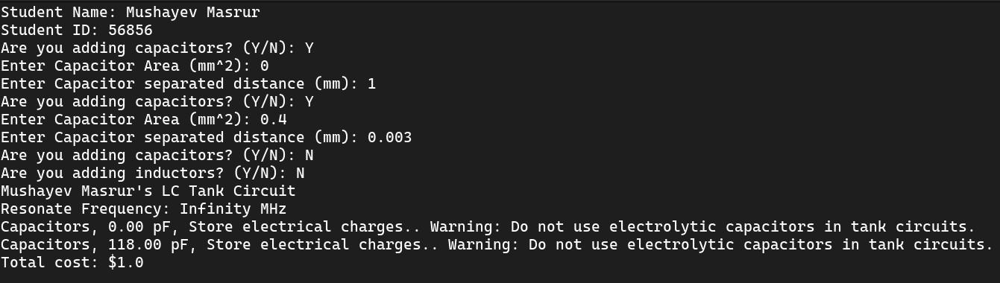 Student Name: Mushayev Masrur
Student ID: 56856
Are you adding capacitors? (Y/N): Y
Enter Capacitor Area (mm^2): 0
Enter Capacitor separated distance (mm): 1
Are you adding capacitors? (Y/N): Y
Enter Capacitor Area (mm^2): 0.4
Enter Capacitor separated distance (mm): 0.003
Are you adding capacitors? (Y/N): N
Are you adding inductors? (Y/N): N
Mushayev Masrur's LC Tank Circuit
Resonate Frequency: Infinity MHz
Capacitors, 0.00 pF, Store electrical charges.. Warning: Do not use electrolytic capacitors in tank circuits.
Capacitors, 118.00 pF, Store electrical charges.. Warning: Do not use electrolytic capacitors in tank circuits.
Total cost: $1.0